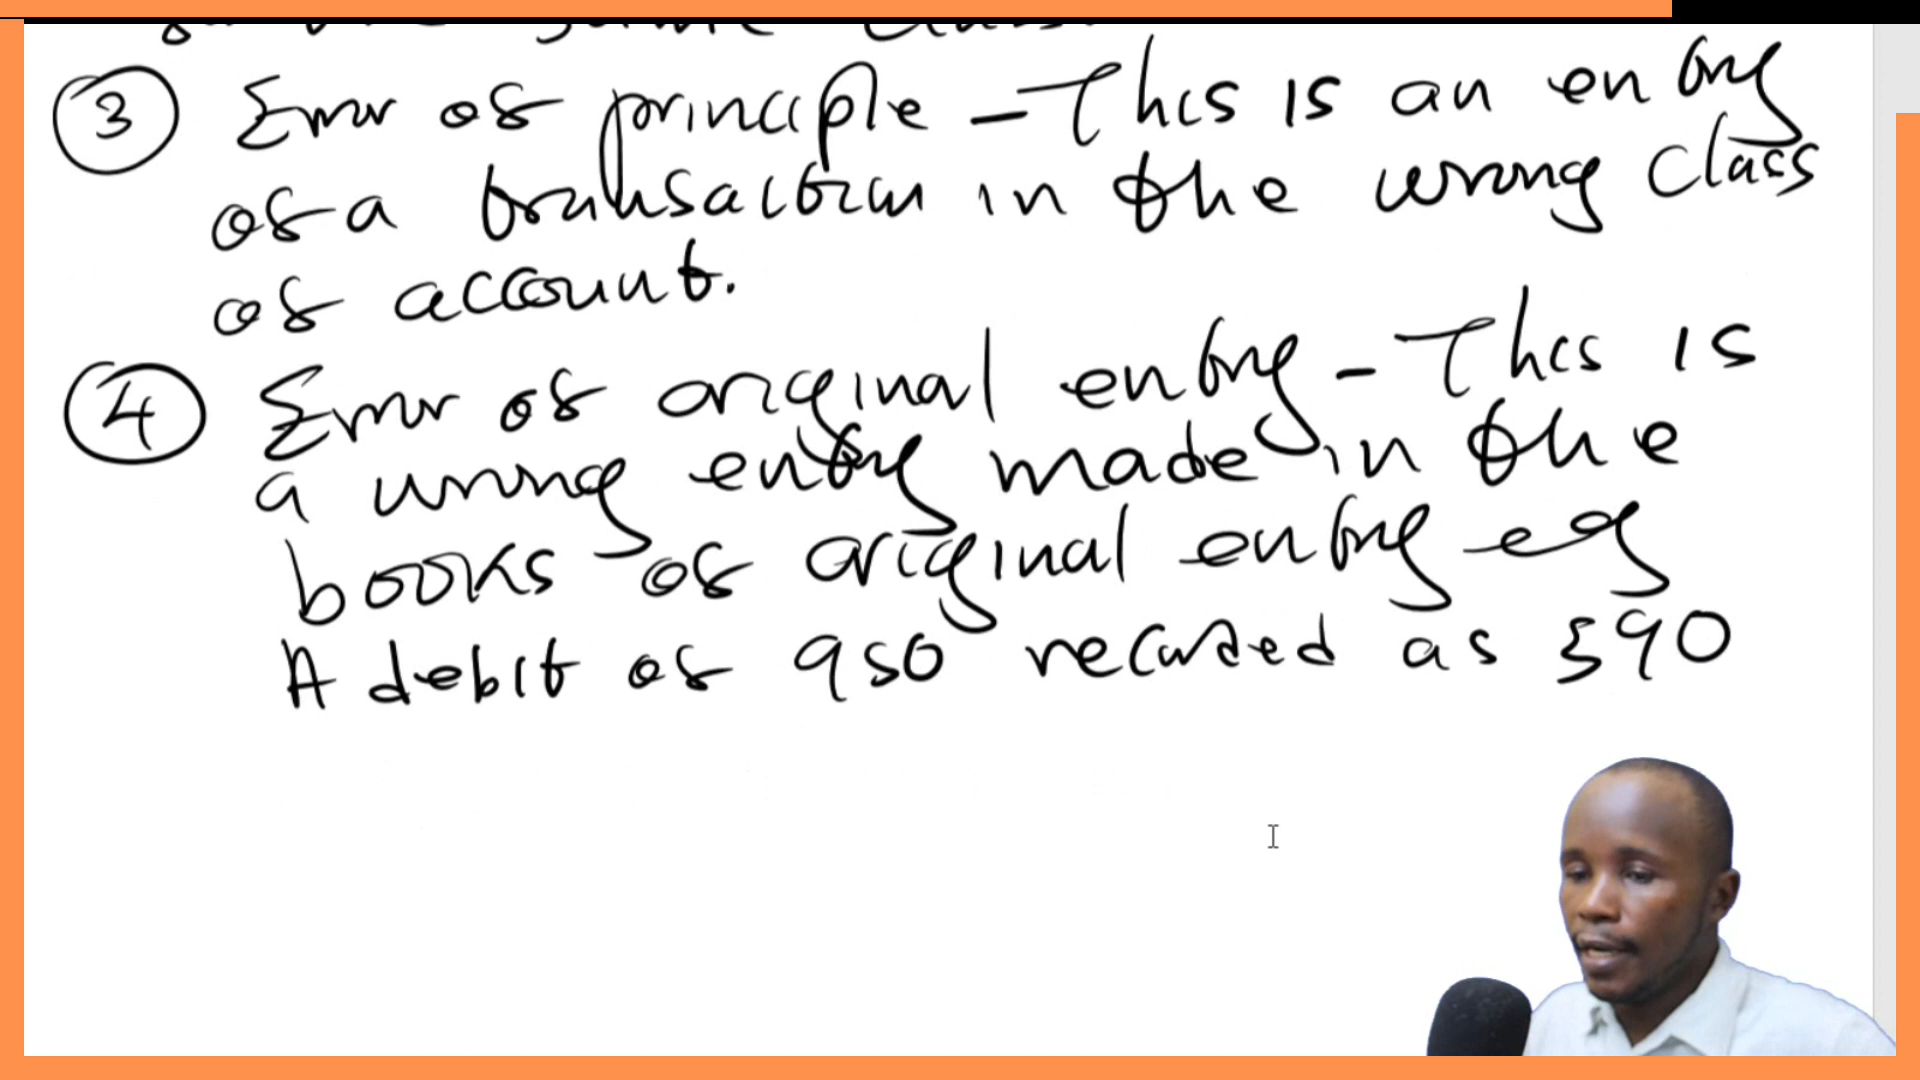 ③ Error of principle - This is an entry
of a transaction in the wrong class
of account.
④ Error of original entry - This is
a wrong entry made in the
books of original entry eg
A debit of 950 recorded as 590